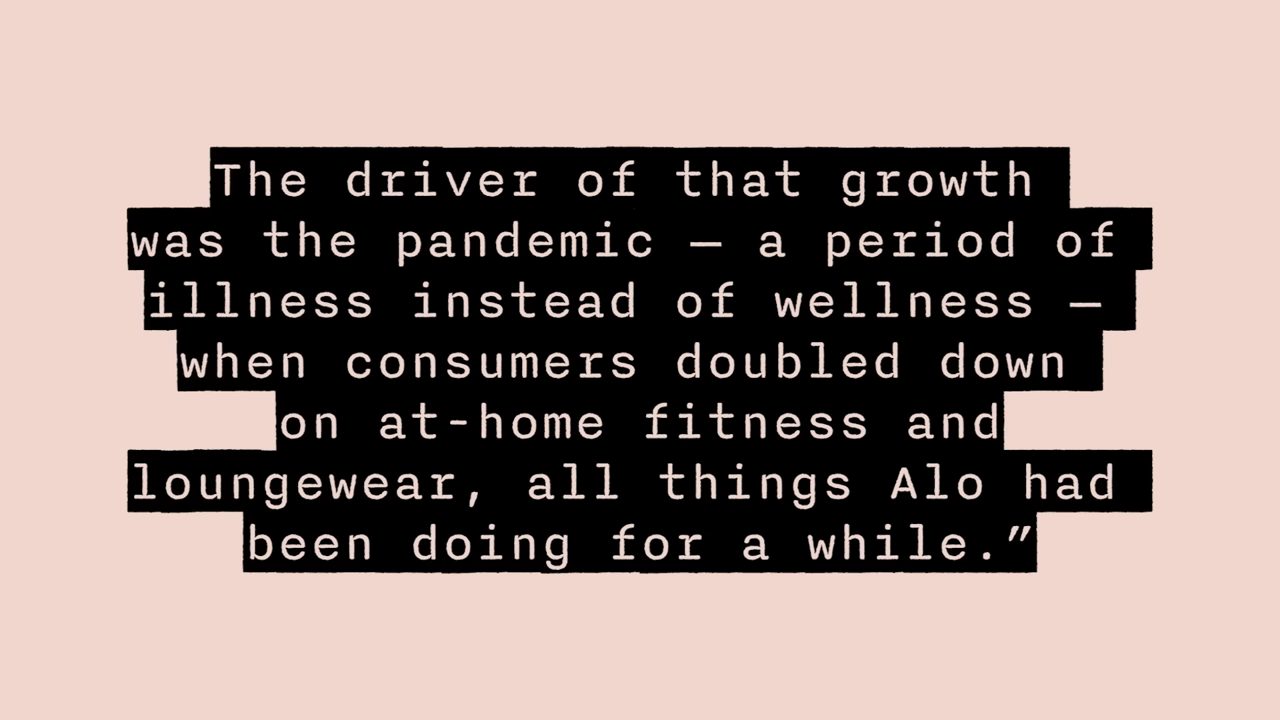 The driver of that growth
was the pandemic — a period of
illness instead of wellness —
when consumers doubled down
on at-home fitness and
loungewear, all things Alo had
been doing for a while.”